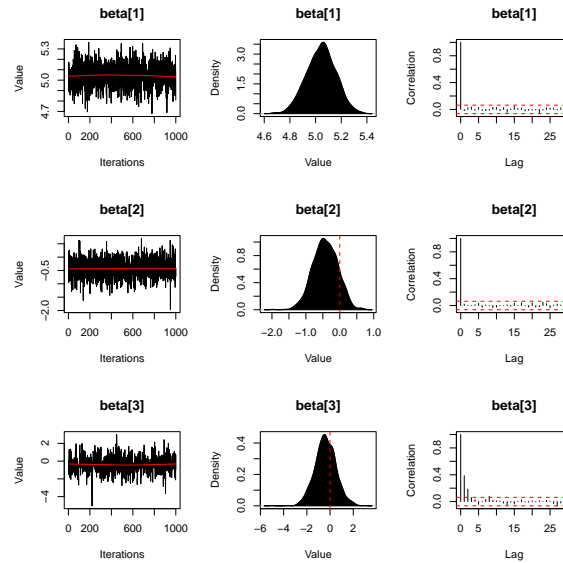 beta[1] beta[1] beta[1]
Value 4.7 5.0 5.3 Density 0.0 1.5 3.0 Correlation 0.0 0.4 0.8
0 200 600 1000 4.6 4.8 5.0 5.2 5.4 0 5 15 25
Iterations Value Lag
beta[2] beta[2] beta[2]
Value −2.0 −0.5 Density 0.0 0.4 0.8 Correlation 0.0 0.4 0.8
0 200 600 1000 −2.0 −1.0 0.0 1.0 0 5 15 25
Iterations Value Lag
beta[3] beta[3] beta[3]
Value −4 0 2 Density 0.0 0.2 0.4 Correlation 0.0 0.4 0.8
0 200 600 1000 −6 −4 −2 0 2 0 5 15 25
Iterations Value Lag